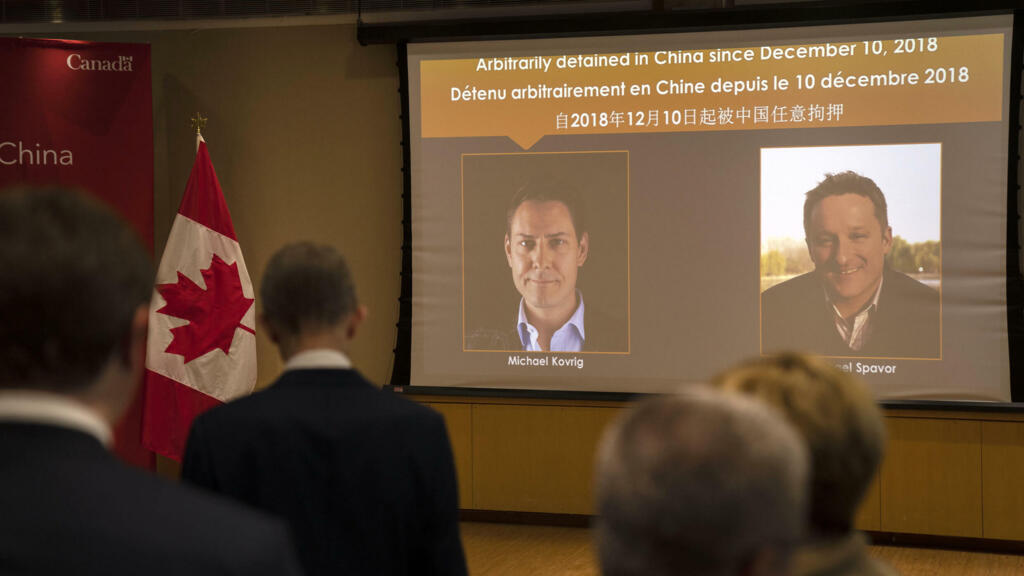 Canada
China
Arbitrarily detained in China since December 10, 2018
Détenu arbitrairement en Chine depuis le 10 décembre 2018
自2018年12月10日起被中国任意拘押
Michael Kovrig
Spavor